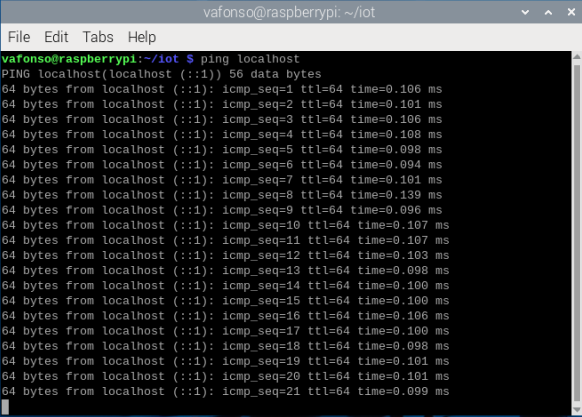 vafonso@raspberrypi: ~/iot
File Edit Tabs Help
vafonso@raspberrypi:~/iot $ ping localhost
PING localhost(localhost (::1)) 56 data bytes
64 bytes from localhost (::1): icmp_seq=1 ttl=64 time=0.106 ms
64 bytes from localhost (::1): icmp_seq=2 ttl=64 time=0.101 ms
64 bytes from localhost (::1): icmp_seq=3 ttl=64 time=0.106 ms
64 bytes from localhost (::1): icmp_seq=4 ttl=64 time=0.108 ms
64 bytes from localhost (::1): icmp_seq=5 ttl=64 time=0.098 ms
64 bytes from localhost (::1): icmp_seq=6 ttl=64 time=0.094 ms
64 bytes from localhost (::1): icmp_seq=7 ttl=64 time=0.101 ms
64 bytes from localhost (::1): icmp_seq=8 ttl=64 time=0.139 ms
64 bytes from localhost (::1): icmp_seq=9 ttl=64 time=0.096 ms
64 bytes from localhost (::1): icmp_seq=10 ttl=64 time=0.107 ms
64 bytes from localhost (::1): icmp_seq=11 ttl=64 time=0.107 ms
64 bytes from localhost (::1): icmp_seq=12 ttl=64 time=0.103 ms
64 bytes from localhost (::1): icmp_seq=13 ttl=64 time=0.098 ms
64 bytes from localhost (::1): icmp_seq=14 ttl=64 time=0.100 ms
64 bytes from localhost (::1): icmp_seq=15 ttl=64 time=0.100 ms
64 bytes from localhost (::1): icmp_seq=16 ttl=64 time=0.106 ms
64 bytes from localhost (::1): icmp_seq=17 ttl=64 time=0.100 ms
64 bytes from localhost (::1): icmp_seq=18 ttl=64 time=0.098 ms
64 bytes from localhost (::1): icmp_seq=19 ttl=64 time=0.101 ms
64 bytes from localhost (::1): icmp_seq=20 ttl=64 time=0.101 ms
64 bytes from localhost (::1): icmp_seq=21 ttl=64 time=0.099 ms